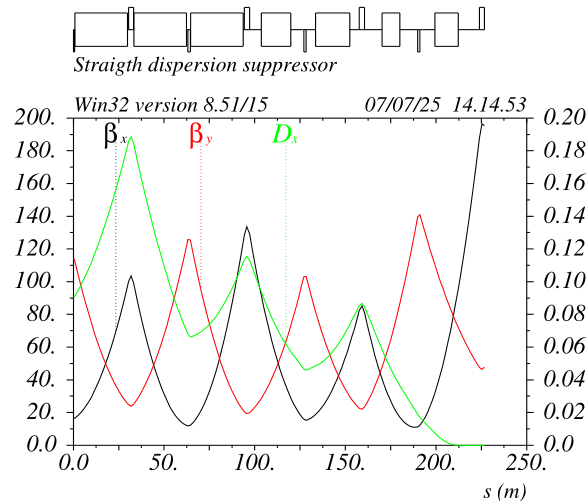 Straigth dispersion suppressor
Win32 version 8.51/15 07/07/25 14.14.53
200. 0.20
βx βy Dx
180. 0.18
160. 0.16
140. 0.14
120. 0.12
100. 0.10
80. 0.08
60. 0.06
40. 0.04
20. 0.02
0.0 0.0
0.0 50. 100. 150. 200. 250.
s (m)